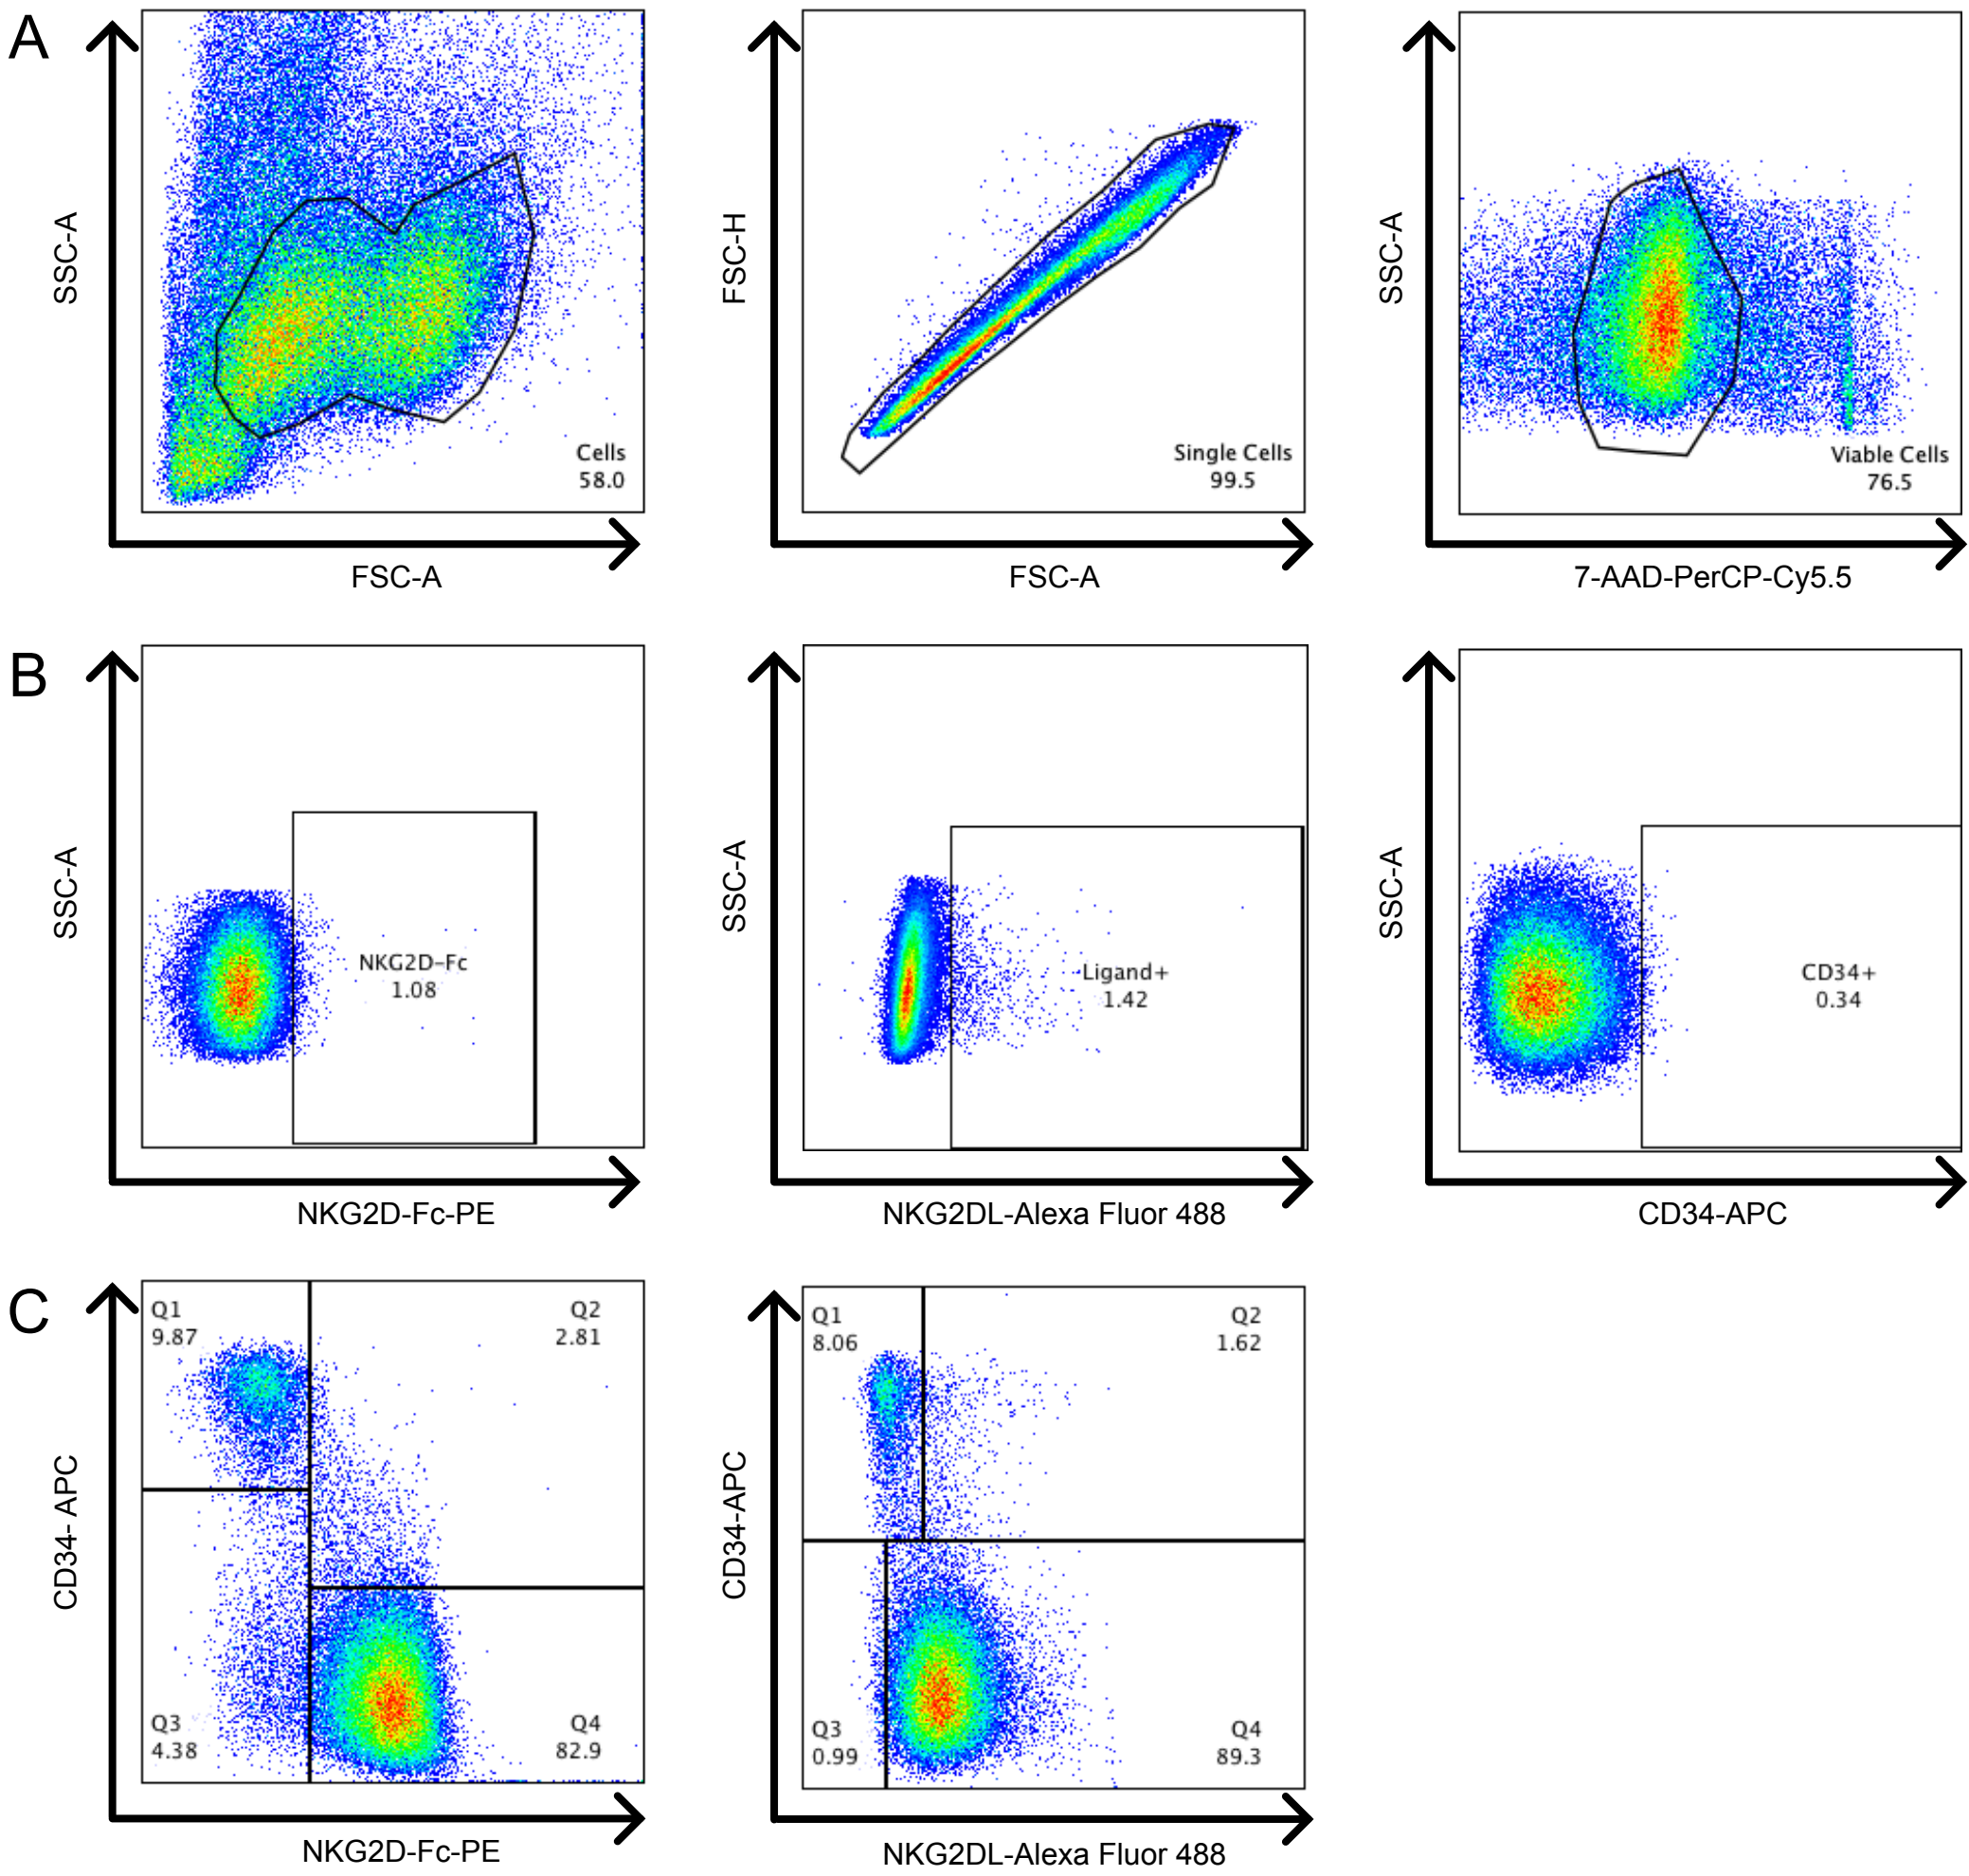 A
SSC-A
Cells
58.0
FSC-A
FSC-H
Single Cells
99.5
FSC-A
SSC-A
Viable Cells
76.5
7-AAD-PerCP-Cy5.5
B
SSC-A
NKG2D-Fc
1.08
NKG2D-Fc-PE
SSC-A
Ligand+
1.42
NKG2DL-Alexa Fluor 488
SSC-A
CD34+
0.34
CD34-APC
C
CD34- APC
Q1
9.87
Q2
2.81
Q3
4.38
Q4
82.9
NKG2D-Fc-PE
CD34-APC
Q1
8.06
Q2
1.62
Q3
0.99
Q4
89.3
NKG2DL-Alexa Fluor 488